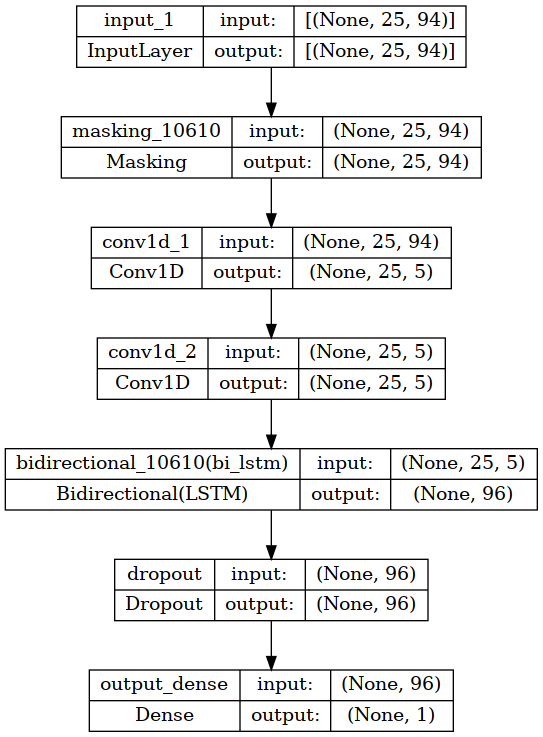 input_1 input: [(None, 25, 94)]
InputLayer output: [(None, 25, 94)]
masking_10610 input: (None, 25, 94)
Masking output: (None, 25, 94)
conv1d_1 input: (None, 25, 94)
Conv1D output: (None, 25, 5)
conv1d_2 input: (None, 25, 5)
Conv1D output: (None, 25, 5)
bidirectional_10610(bi_lstm) input: (None, 25, 5)
Bidirectional(LSTM) output: (None, 96)
dropout input: (None, 96)
Dropout output: (None, 96)
output_dense input: (None, 96)
Dense output: (None, 1)